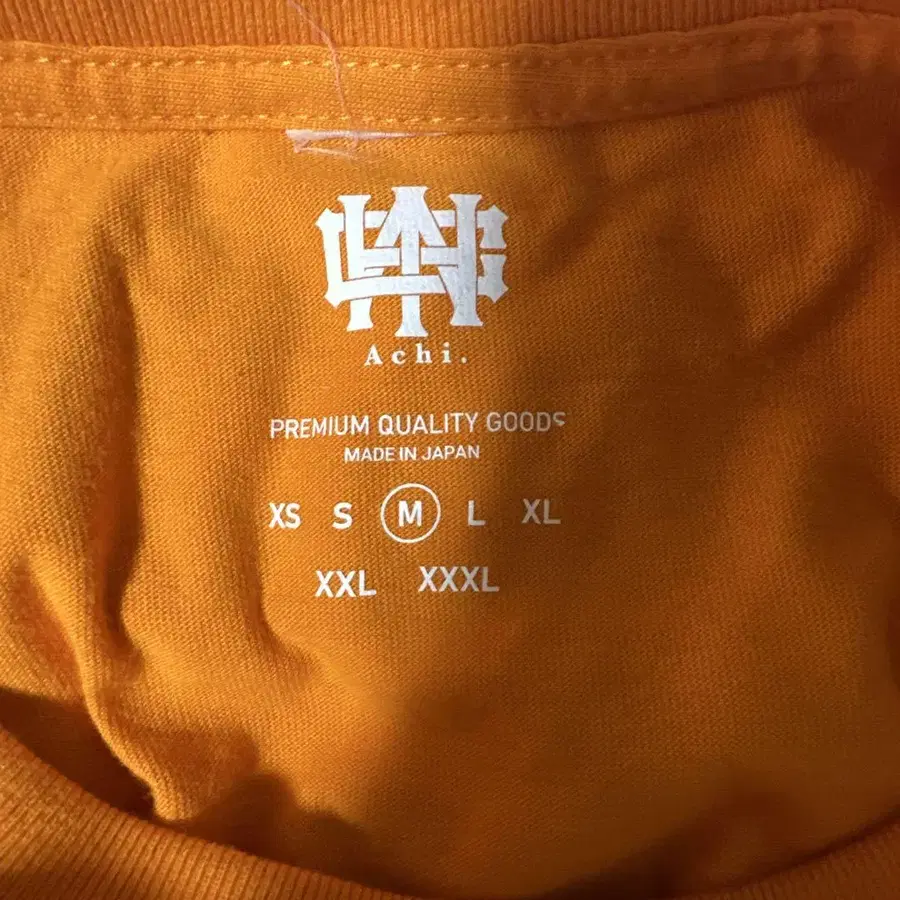 Achi.
PREMIUM QUALITY GOODS
MADE IN JAPAN
XS S M L XL
XXL XXXL